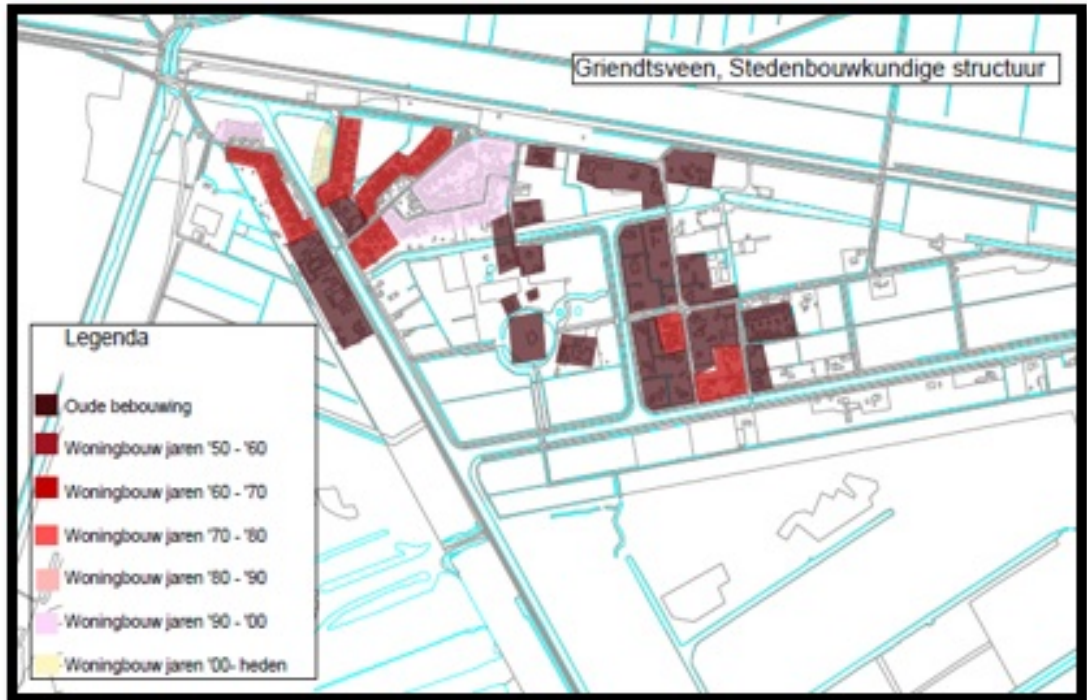 Griendtsveen, Stedenbouwkundige structuur
Legenda
Oude bebouwing
Woningbouw jaren '50 - '60
Woningbouw jaren '60 - '70
Woningbouw jaren '70 - '80
Woningbouw jaren '80 - '90
Woningbouw jaren '90 - '00
Woningbouw jaren '00- heden